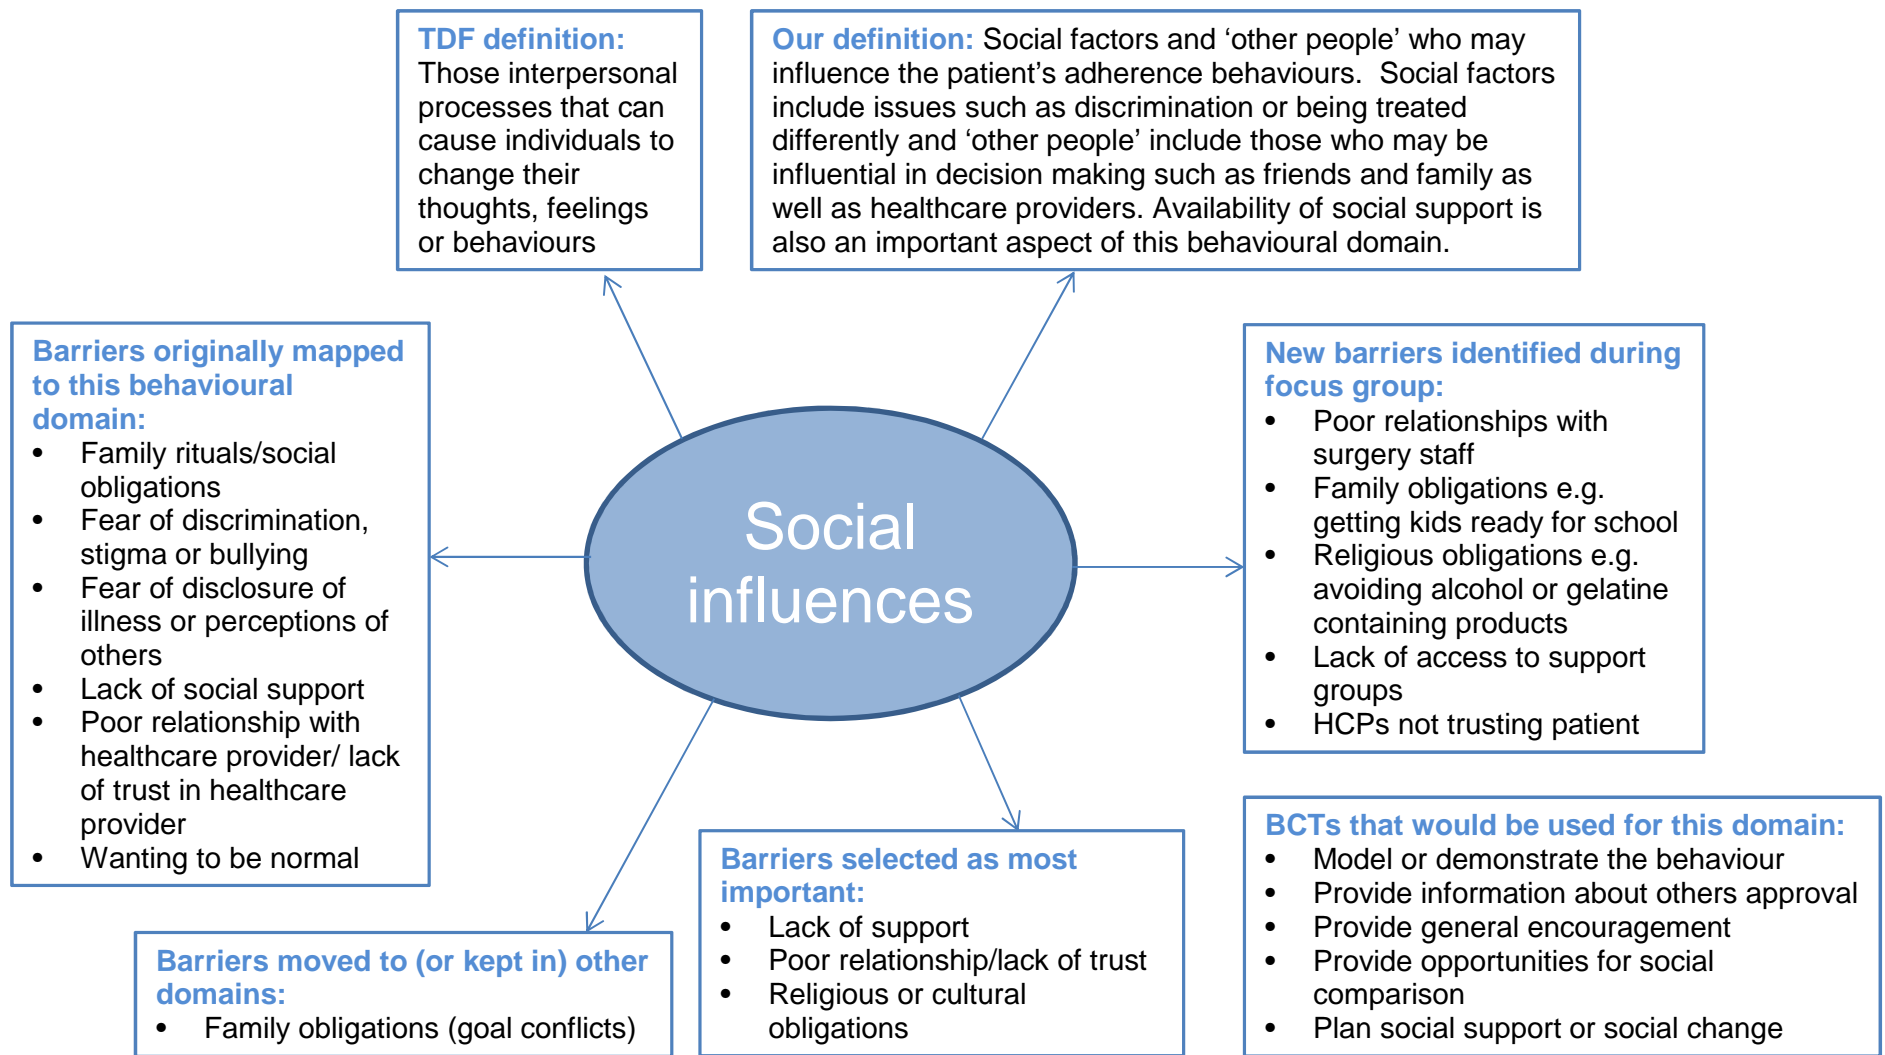 TDF definition:
Those interpersonal
processes that can
cause individuals to
change their
thoughts, feelings
or behaviours
Our definition: Social factors and ‘other people’ who may
influence the patient’s adherence behaviours.  Social factors
include issues such as discrimination or being treated
differently and ‘other people’ include those who may be
influential in decision making such as friends and family as
well as healthcare providers. Availability of social support is
also an important aspect of this behavioural domain.
Barriers originally mapped
to this behavioural
domain:
• Family rituals/social
obligations
• Fear of discrimination,
stigma or bullying
• Fear of disclosure of
illness or perceptions of
others
• Lack of social support
• Poor relationship with
healthcare provider/ lack
of trust in healthcare
provider
• Wanting to be normal
Social
influences
New barriers identified during
focus group:
• Poor relationships with
surgery staff
• Family obligations e.g.
getting kids ready for school
• Religious obligations e.g.
avoiding alcohol or gelatine
containing products
• Lack of access to support
groups
• HCPs not trusting patient
Barriers moved to (or kept in) other
domains:
• Family obligations (goal conflicts)
Barriers selected as most
important:
• Lack of support
• Poor relationship/lack of trust
• Religious or cultural
obligations
BCTs that would be used for this domain:
• Model or demonstrate the behaviour
• Provide information about others approval
• Provide general encouragement
• Provide opportunities for social
comparison
• Plan social support or social change